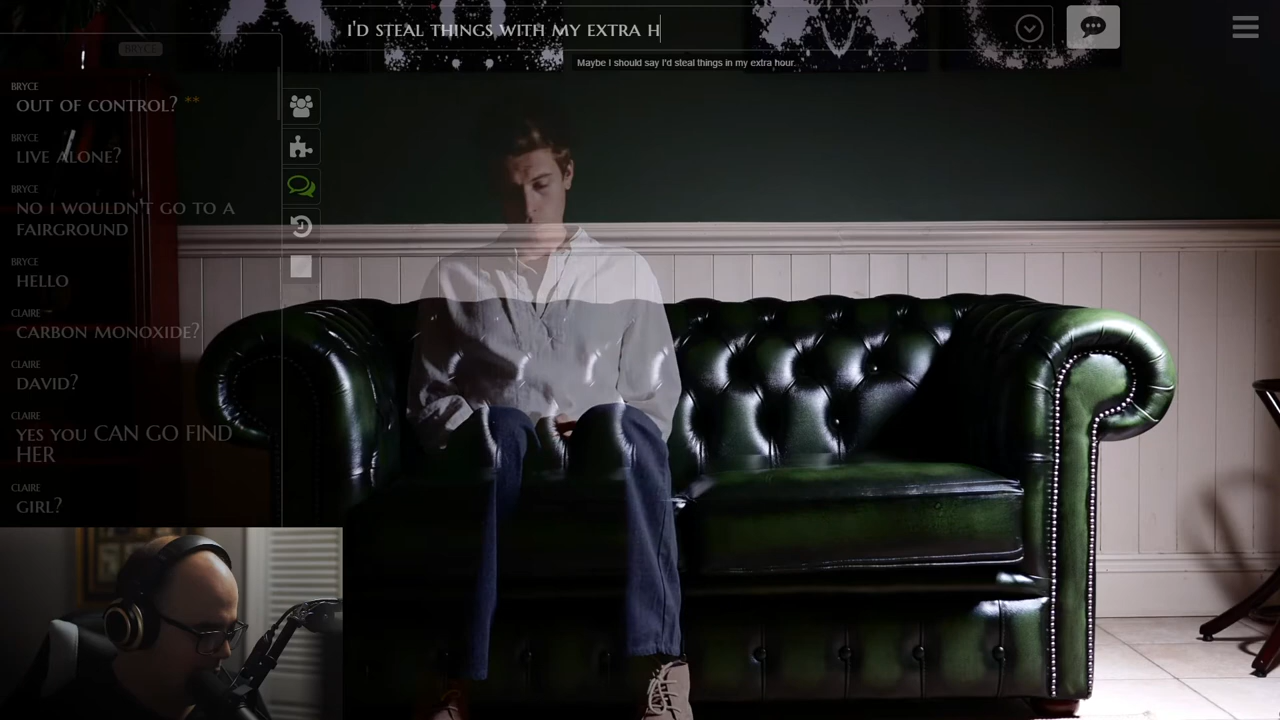 I'D STEAL THINGS WITH MY EXTRA H
Maybe I should say I'd steal things in my extra hour.
BRYCE
BRYCE
OUT OF CONTROL? **
BRYCE
LIVE ALONE?
BRYCE
NO I WOULDN'T GO TO A
FAIRGROUND
BRYCE
HELLO
CLAIRE
CARBON MONOXIDE?
CLAIRE
DAVID?
CLAIRE
YES YOU CAN GO FIND
HER
CLAIRE
GIRL?